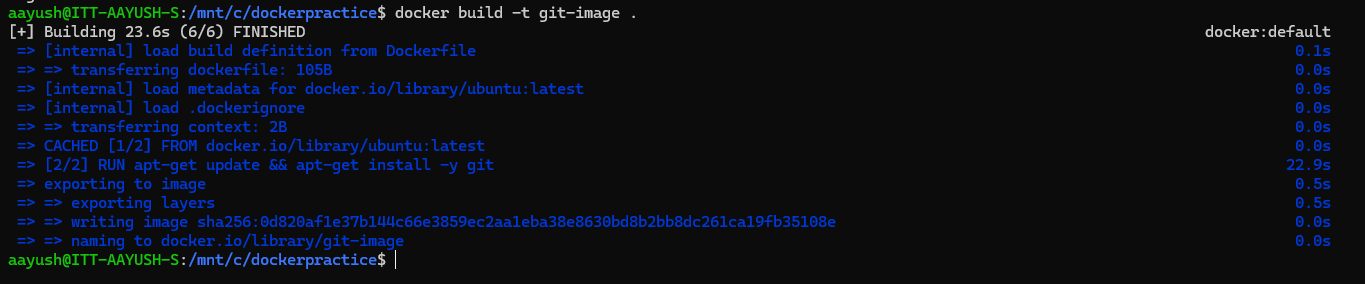 aayush@ITT-AAYUSH-S:/mnt/c/dockerpractice$ docker build -t git-image .
[+] Building 23.6s (6/6) FINISHED docker:default
=> [internal] load build definition from Dockerfile 0.1s
=> => transferring dockerfile: 105B 0.0s
=> [internal] load metadata for docker.io/library/ubuntu:latest 0.0s
=> [internal] load .dockerignore 0.0s
=> => transferring context: 2B 0.0s
=> CACHED [1/2] FROM docker.io/library/ubuntu:latest 0.0s
=> [2/2] RUN apt-get update && apt-get install -y git 22.9s
=> exporting to image 0.5s
=> => exporting layers 0.5s
=> => writing image sha256:0d820af1e37b144c66e3859ec2aa1eba38e8630bd8b2bb8dc261ca19fb35108e 0.0s
=> => naming to docker.io/library/git-image 0.0s
aayush@ITT-AAYUSH-S:/mnt/c/dockerpractice$